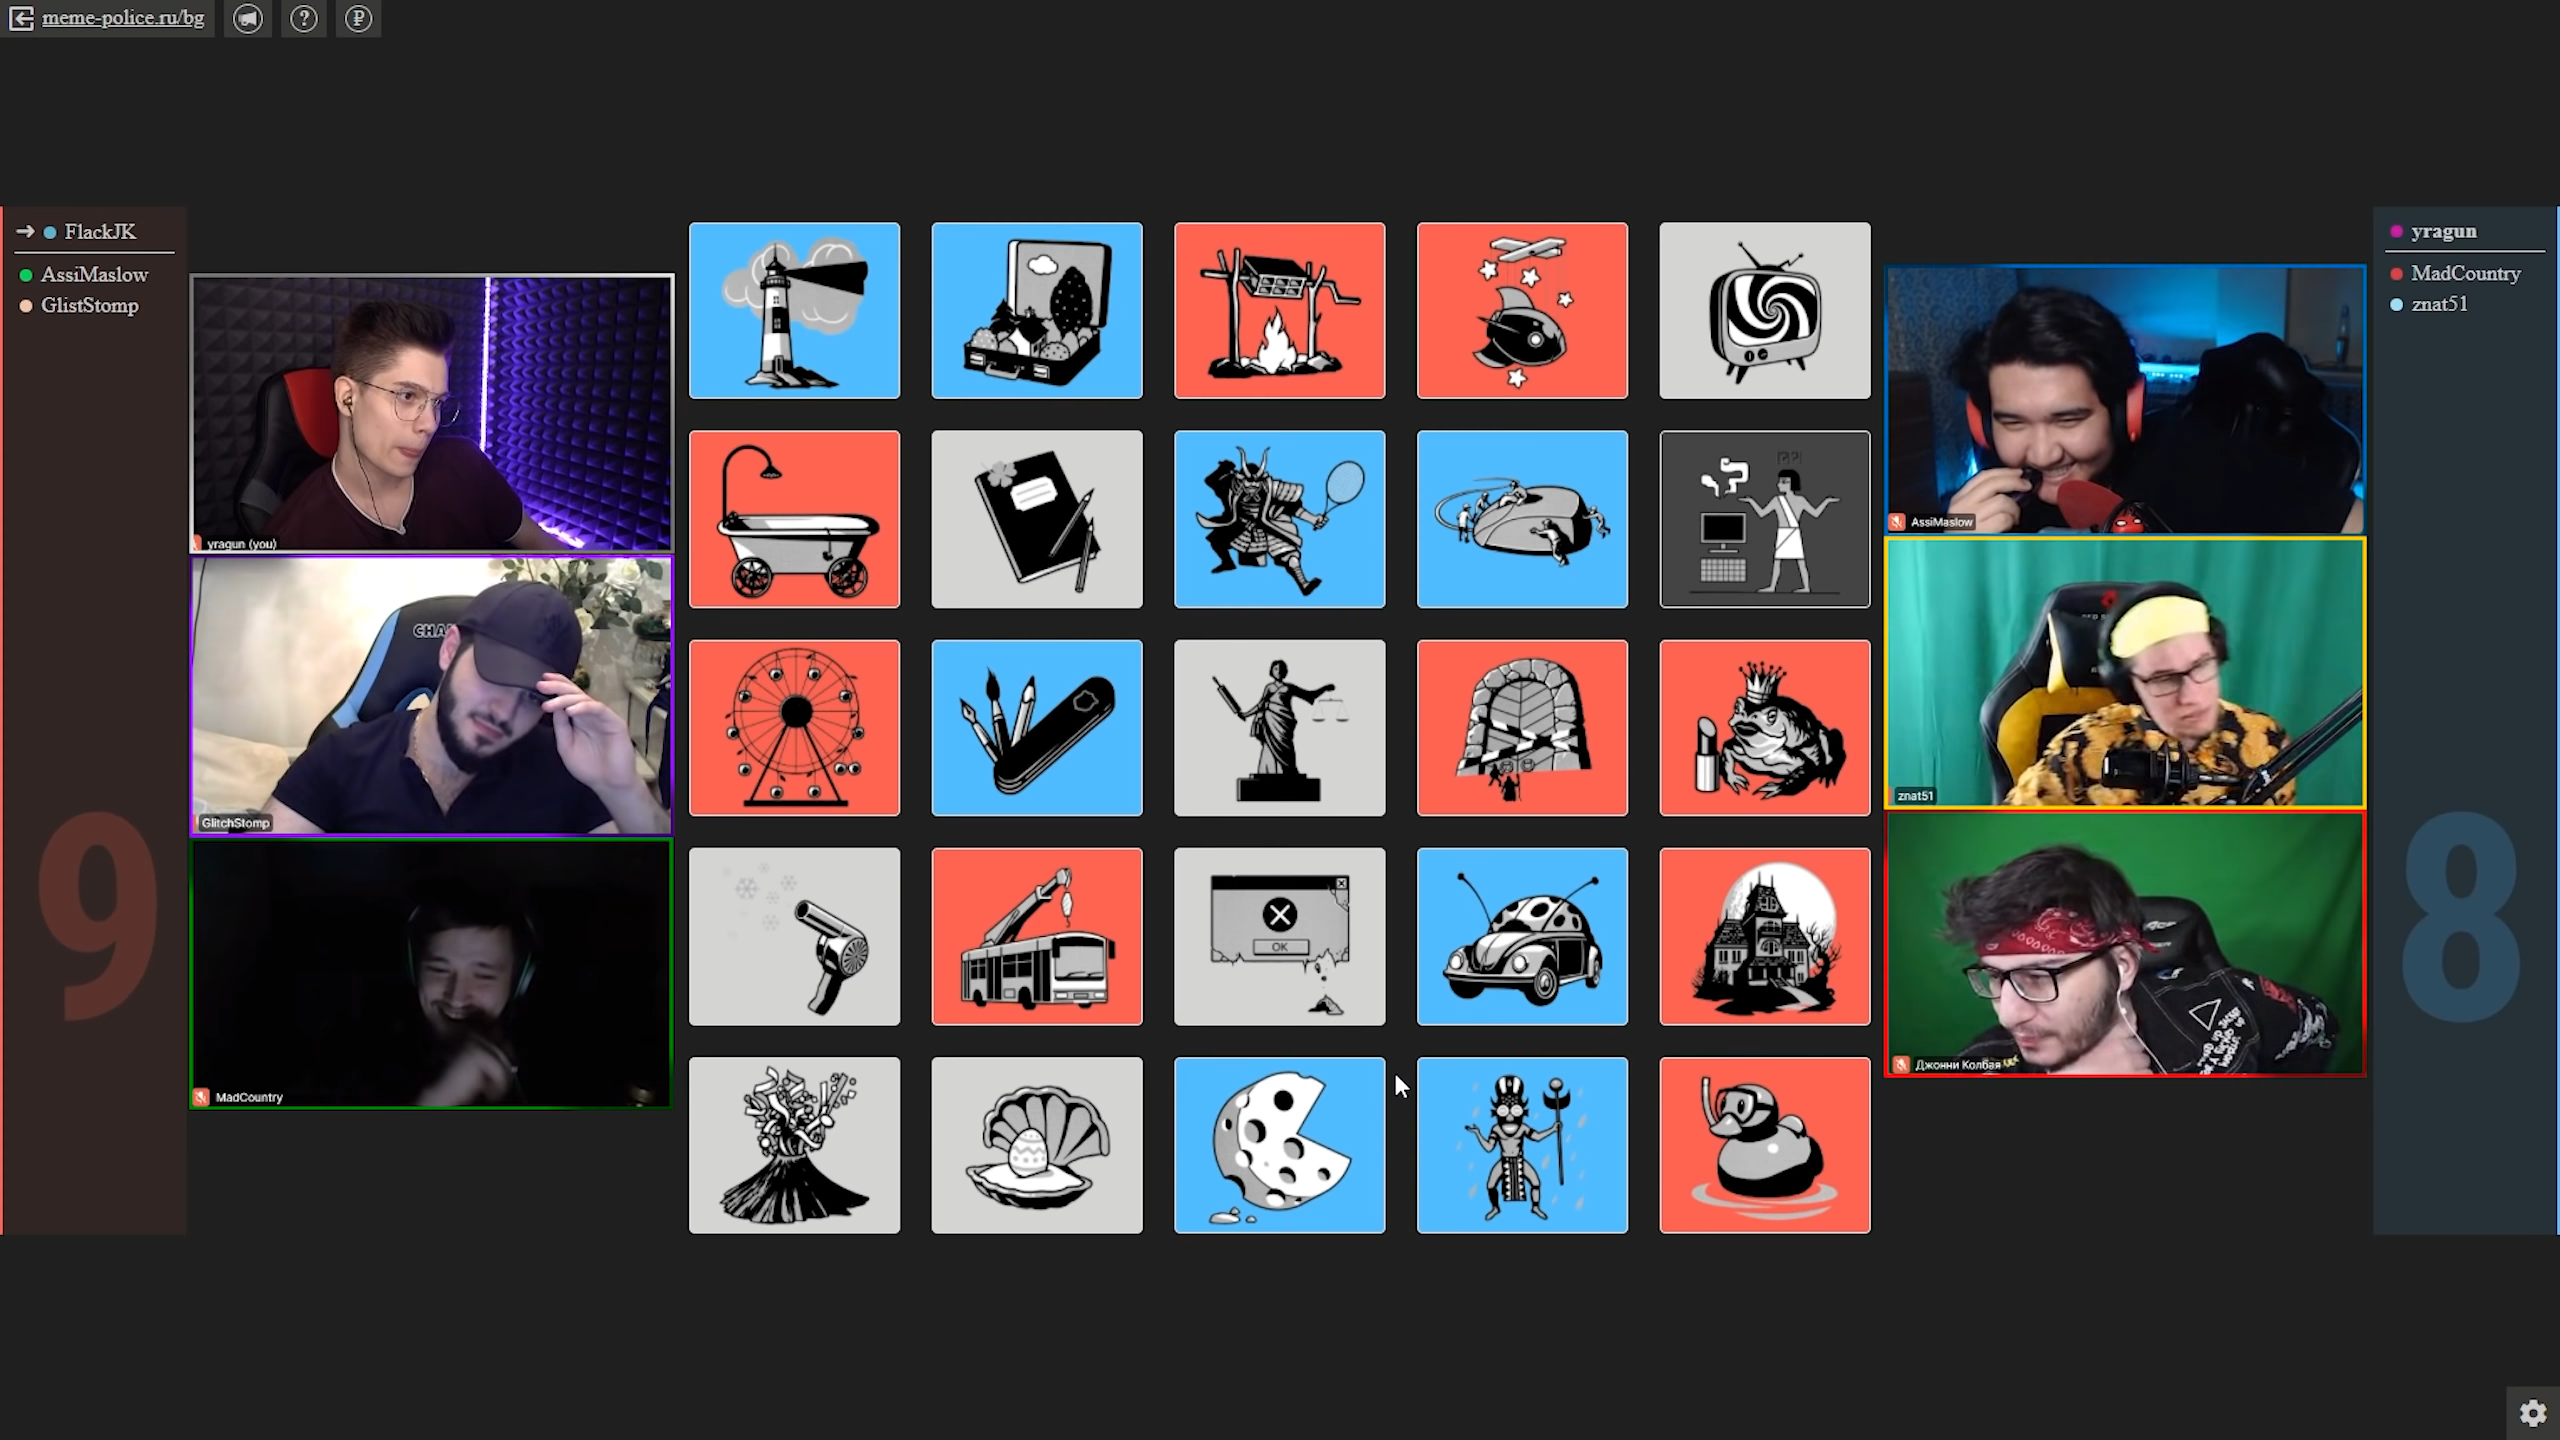 meme-police.ru/bg
?
₽
→ FlackJK
AssiMaslow
GlistStomp
9
yragun
MadCountry
znat51
8
yragun (you)
CHA
GlitchStomp
MadCountry
AssiMaslow
znat51
Джонни Колбая
?!?!
OK